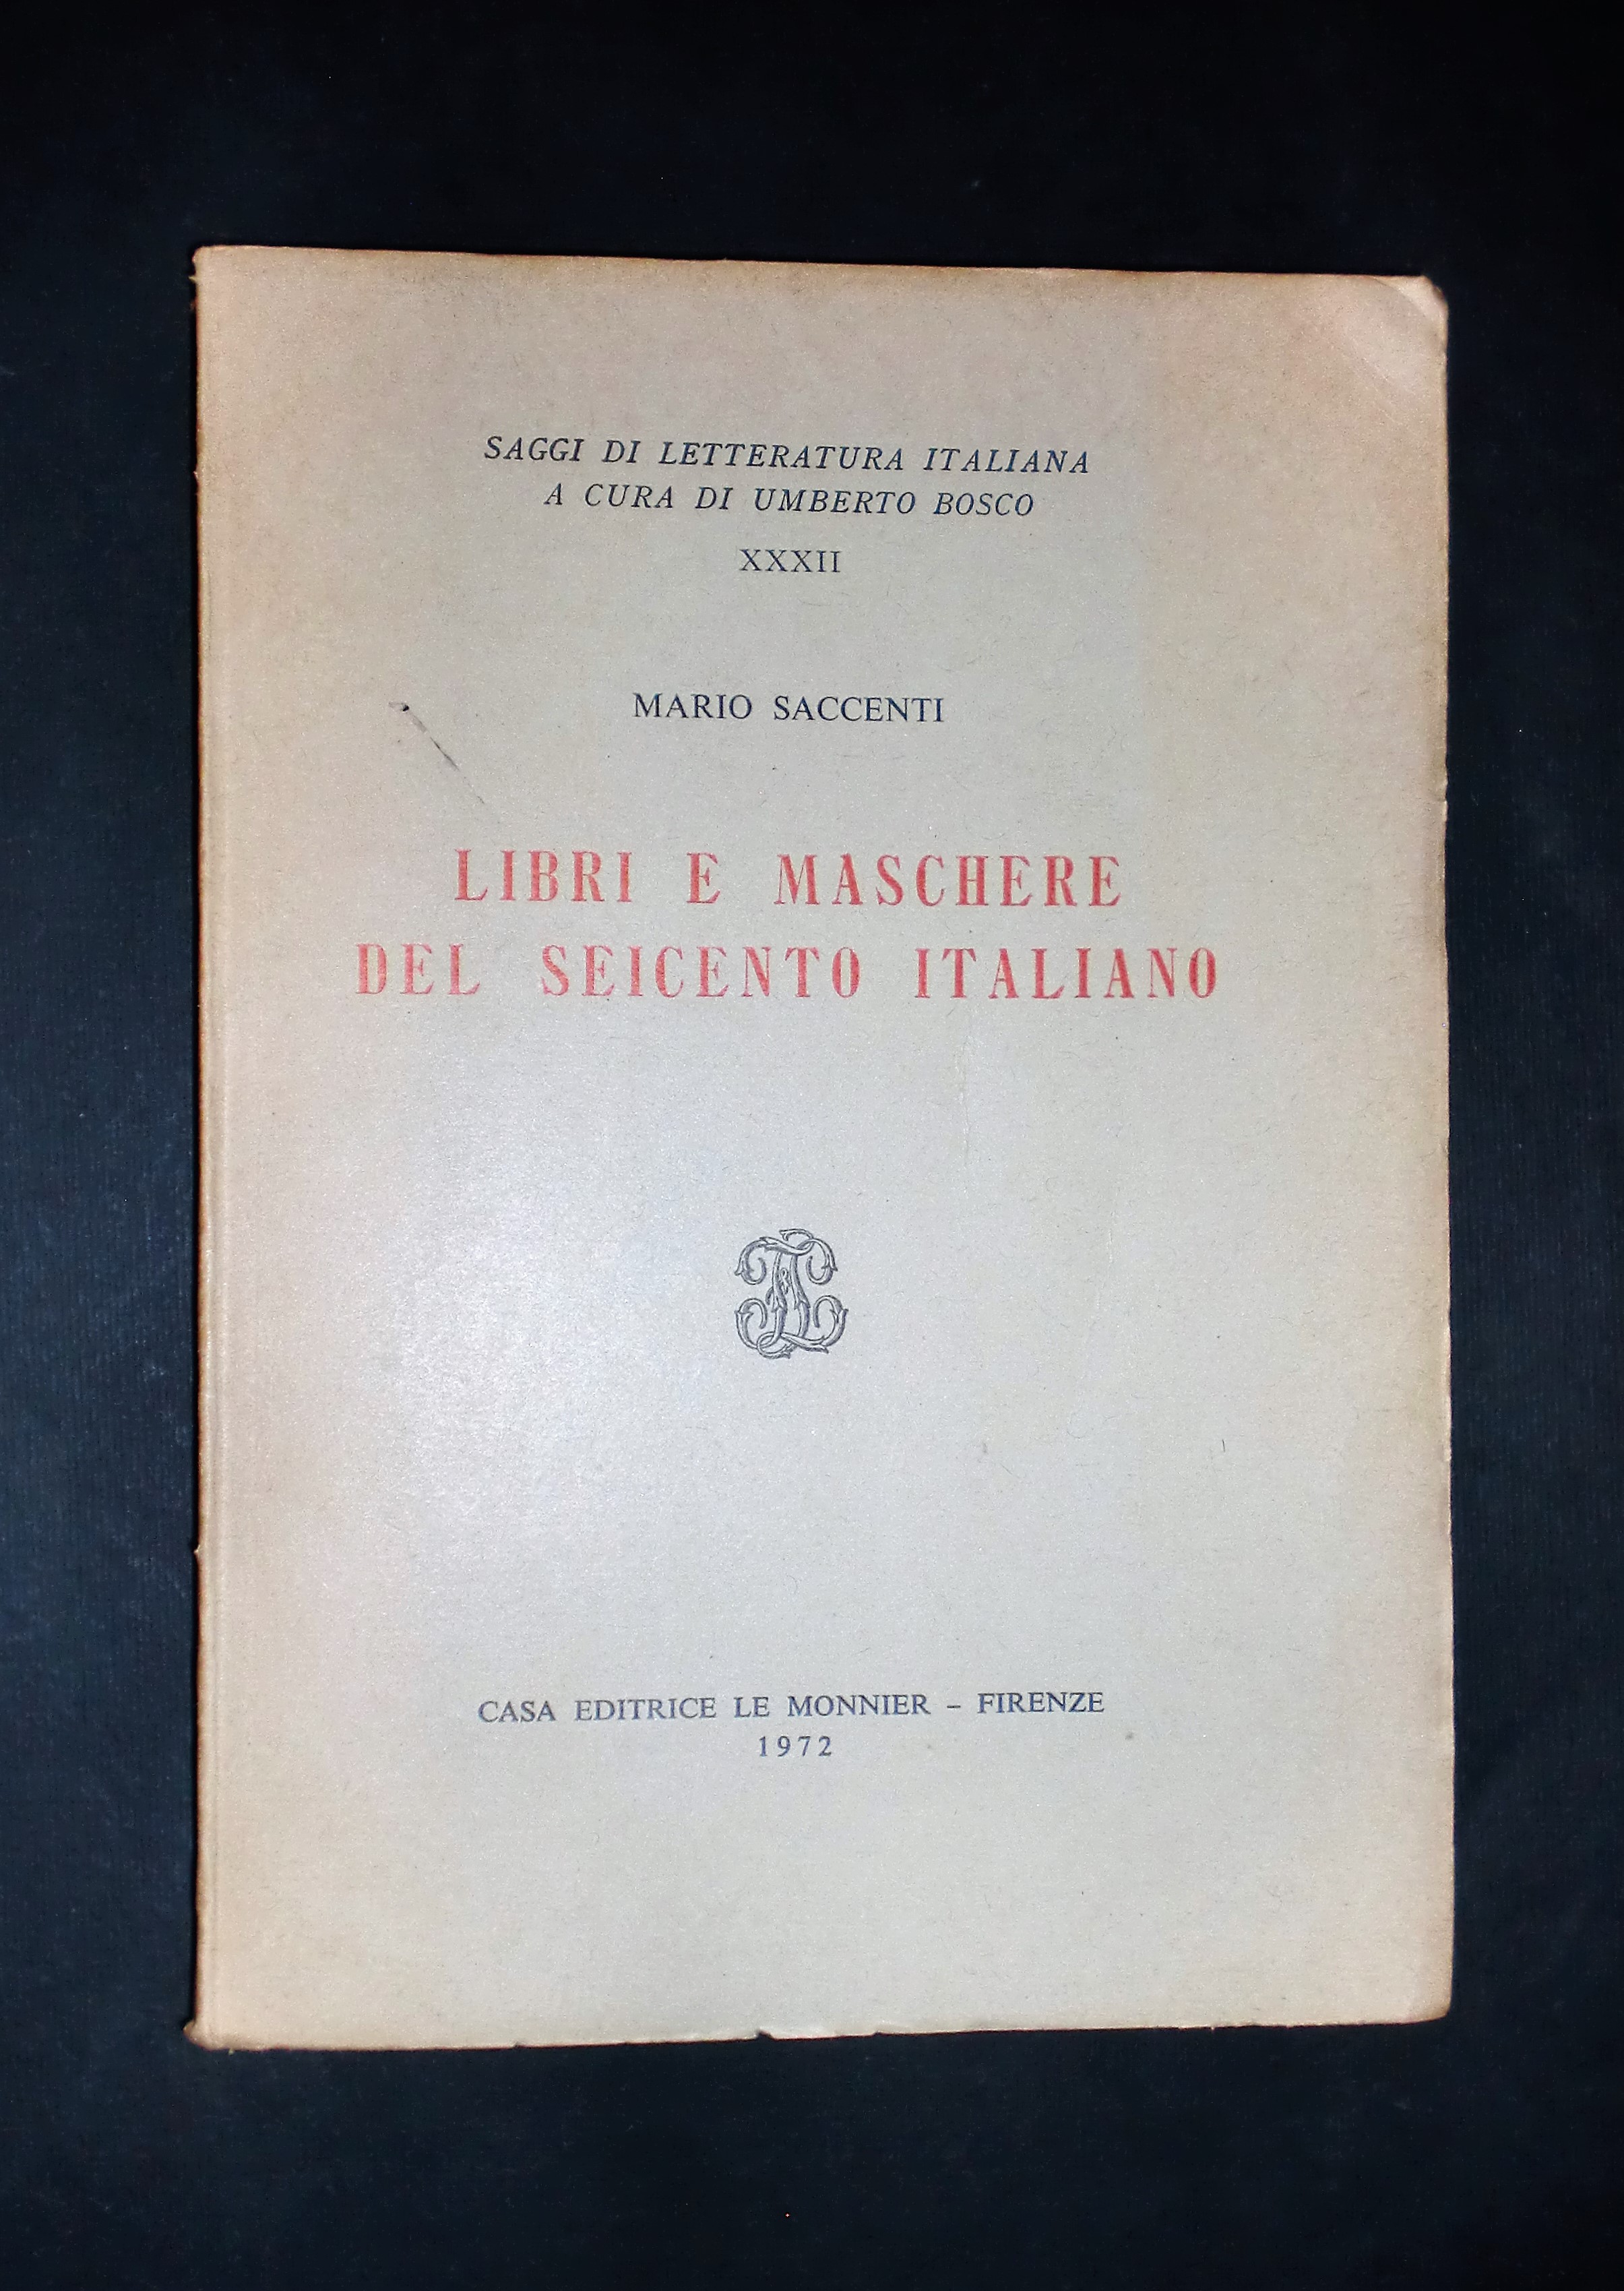 SAGGI DI LETTERATURA ITALIANA
A CURA DI UMBERTO BOSCO
XXXII
MARIO SACCENTI
LIBRI E MASCHERE
DEL SEICENTO ITALIANO
CASA EDITRICE LE MONNIER – FIRENZE
1972